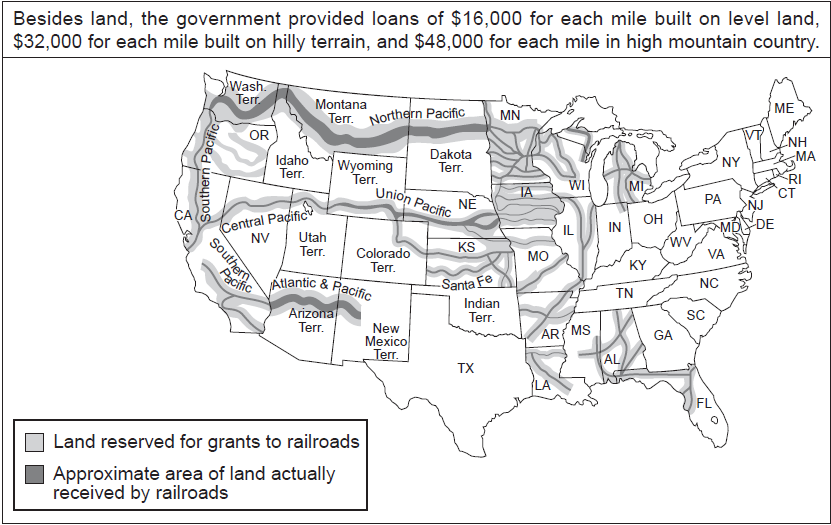 Besides land, the government provided loans of $16,000 for each mile built on level land,
$32,000 for each mile built on hilly terrain, and $48,000 for each mile in high mountain country.
Wash.
Terr.
Montana
Terr.
Northern Pacific
MN
ME
VT
NH
MA
OR
Southern Pacific
Idaho
Terr.
Wyoming
Terr.
Dakota
Terr.
WI
MI
NY
RI
CT
Union Pacific
NE
IA
PA
NJ
CA
Central Pacific
NV
Utah
Terr.
Colorado
Terr.
KS
MO
IL
IN
OH
WV
MD
DE
VA
KY
Southern
Pacific
Atlantic & Pacific
Santa Fe
Arizona
Terr.
New
Mexico
Terr.
Indian
Terr.
TN
NC
SC
AR
MS
AL
GA
TX
LA
FL
Land reserved for grants to railroads
Approximate area of land actually
received by railroads